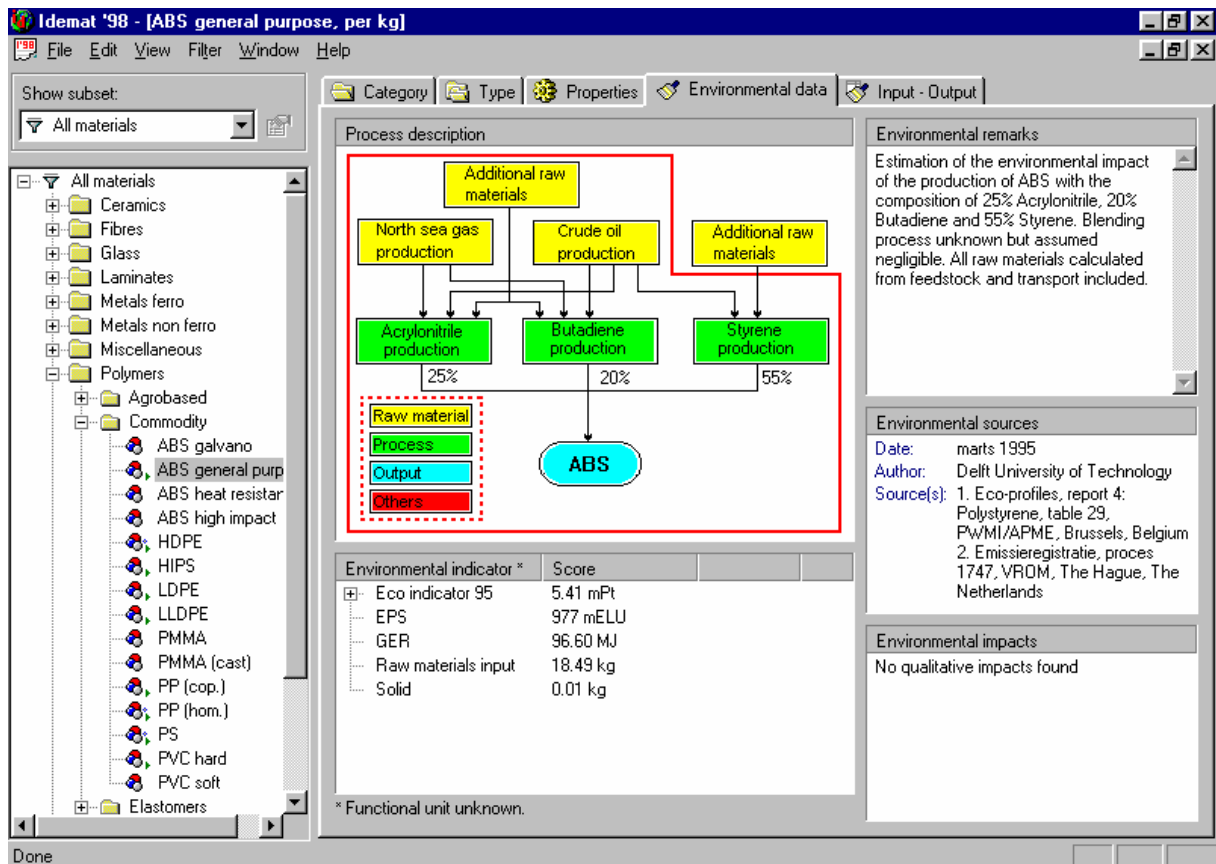 Idemat '98 - [ABS general purpose, per kg]
'98 File Edit View Filter Window Help
Show subset:
All materials
All materials
Ceramics
Fibres
Glass
Laminates
Metals ferro
Metals non ferro
Miscellaneous
Polymers
Agrobased
Commodity
ABS galvano
ABS general purp
ABS heat resistar
ABS high impact
HDPE
HIPS
LDPE
LLDPE
PMMA
PMMA (cast)
PP (cop.)
PP (hom.)
PS
PVC hard
PVC soft
Elastomers
Category Type Properties Environmental data Input - Output
Process description
Additional raw
materials
North sea gas
production
Crude oil
production
Additional raw
materials
Acrylonitrile
production
Butadiene
production
Styrene
production
25% 20% 55%
Raw material
Process
Output
Others
ABS
Environmental indicator * Score
Eco indicator 95 5.41 mPt
EPS 977 mELU
GER 96.60 MJ
Raw materials input 18.49 kg
Solid 0.01 kg
* Functional unit unknown.
Environmental remarks
Estimation of the environmental impact
of the production of ABS with the
composition of 25% Acrylonitrile, 20%
Butadiene and 55% Styrene. Blending
process unknown but assumed
negligible. All raw materials calculated
from feedstock and transport included.
Environmental sources
Date: marts 1995
Author: Delft University of Technology
Source(s): 1. Eco-profiles, report 4:
Polystyrene, table 29,
PWMI/APME, Brussels, Belgium
2. Emissieregistratie, proces
1747, VROM, The Hague, The
Netherlands
Environmental impacts
No qualitative impacts found
Done